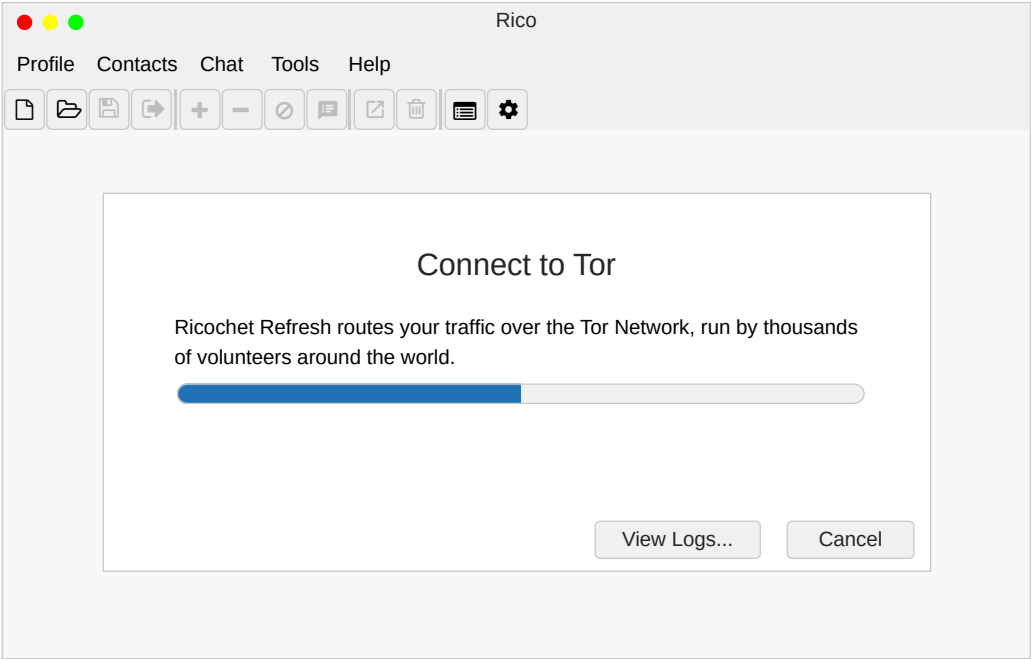 Rico
Profile Contacts Chat Tools Help
Connect to Tor
Ricochet Refresh routes your traffic over the Tor Network, run by thousands
of volunteers around the world.
View Logs... Cancel